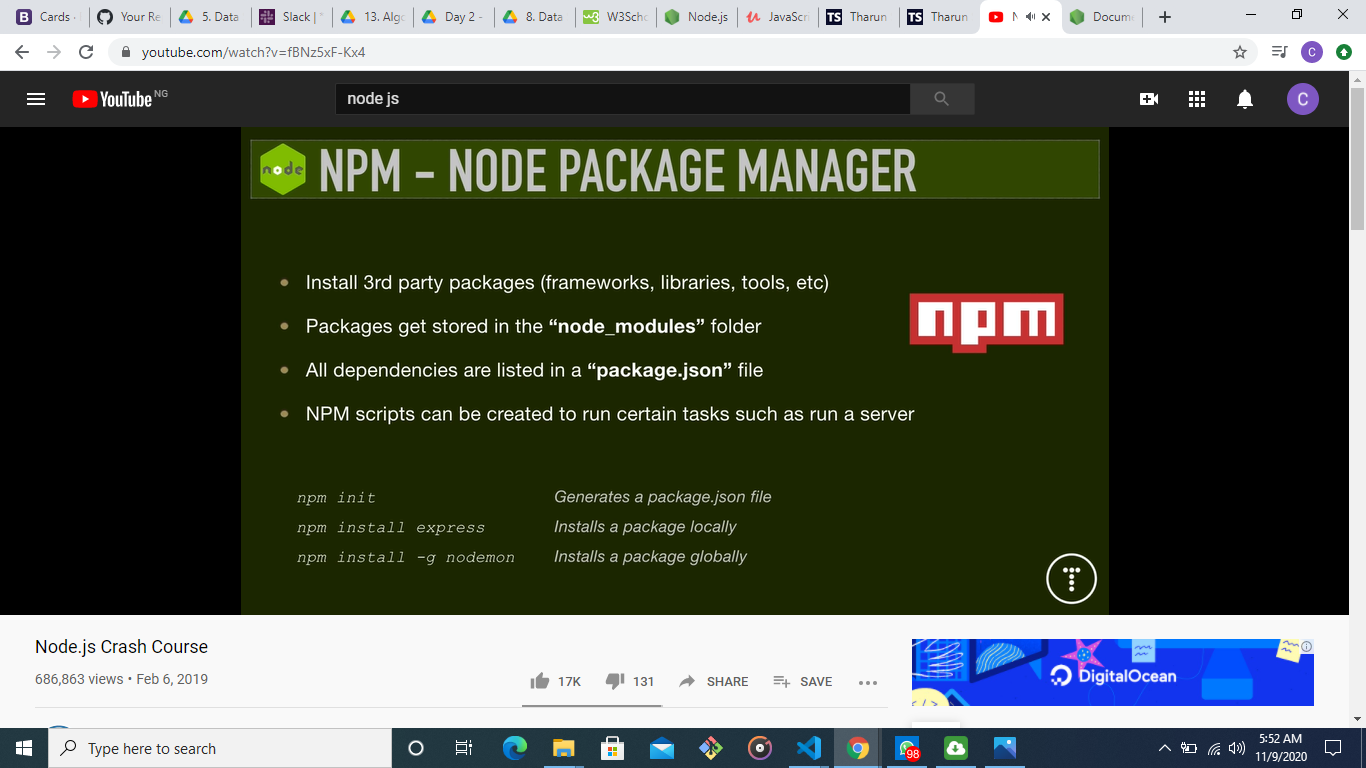 Cards ·
Your Re
5. Data
Slack | *
13. Algo
Day 2 -
8. Data
W3Scho
Node.js
JavaScri
TS Tharun
TS Tharun
N
Docume
youtube.com/watch?v=fBNz5xF-Kx4
C
YouTube NG
node js
C
node NPM – NODE PACKAGE MANAGER
• Install 3rd party packages (frameworks, libraries, tools, etc)
• Packages get stored in the “node_modules” folder
npm
• All dependencies are listed in a “package.json” file
• NPM scripts can be created to run certain tasks such as run a server
npm init Generates a package.json file
npm install express Installs a package locally
npm install -g nodemon Installs a package globally
Node.js Crash Course
686,863 views • Feb 6, 2019
17K 131 SHARE SAVE
DigitalOcean
Type here to search
98
5:52 AM
11/9/2020